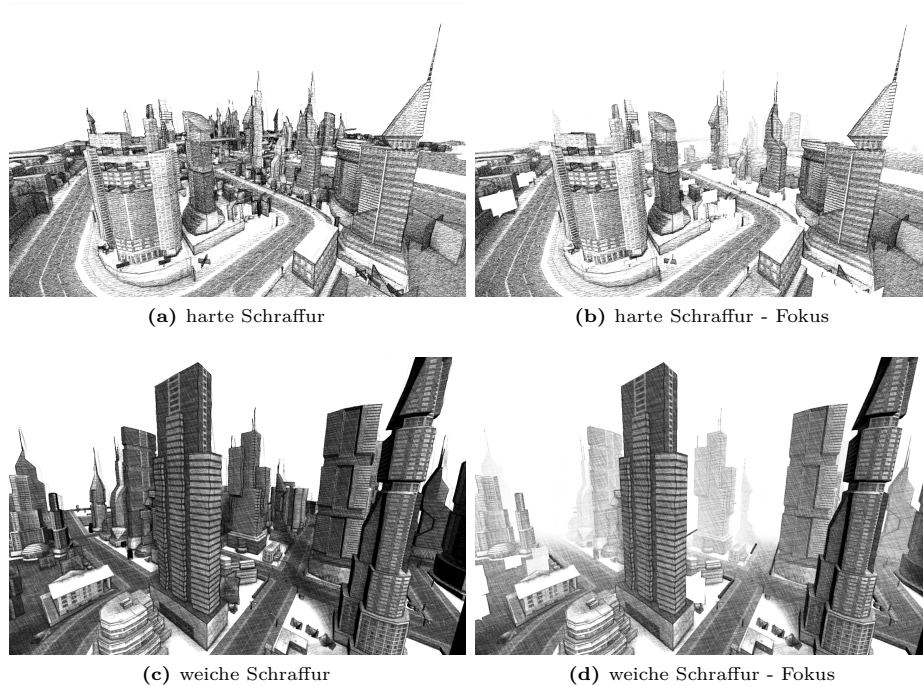 (a) harte Schraffur
(b) harte Schraffur - Fokus
(c) weiche Schraffur
(d) weiche Schraffur - Fokus